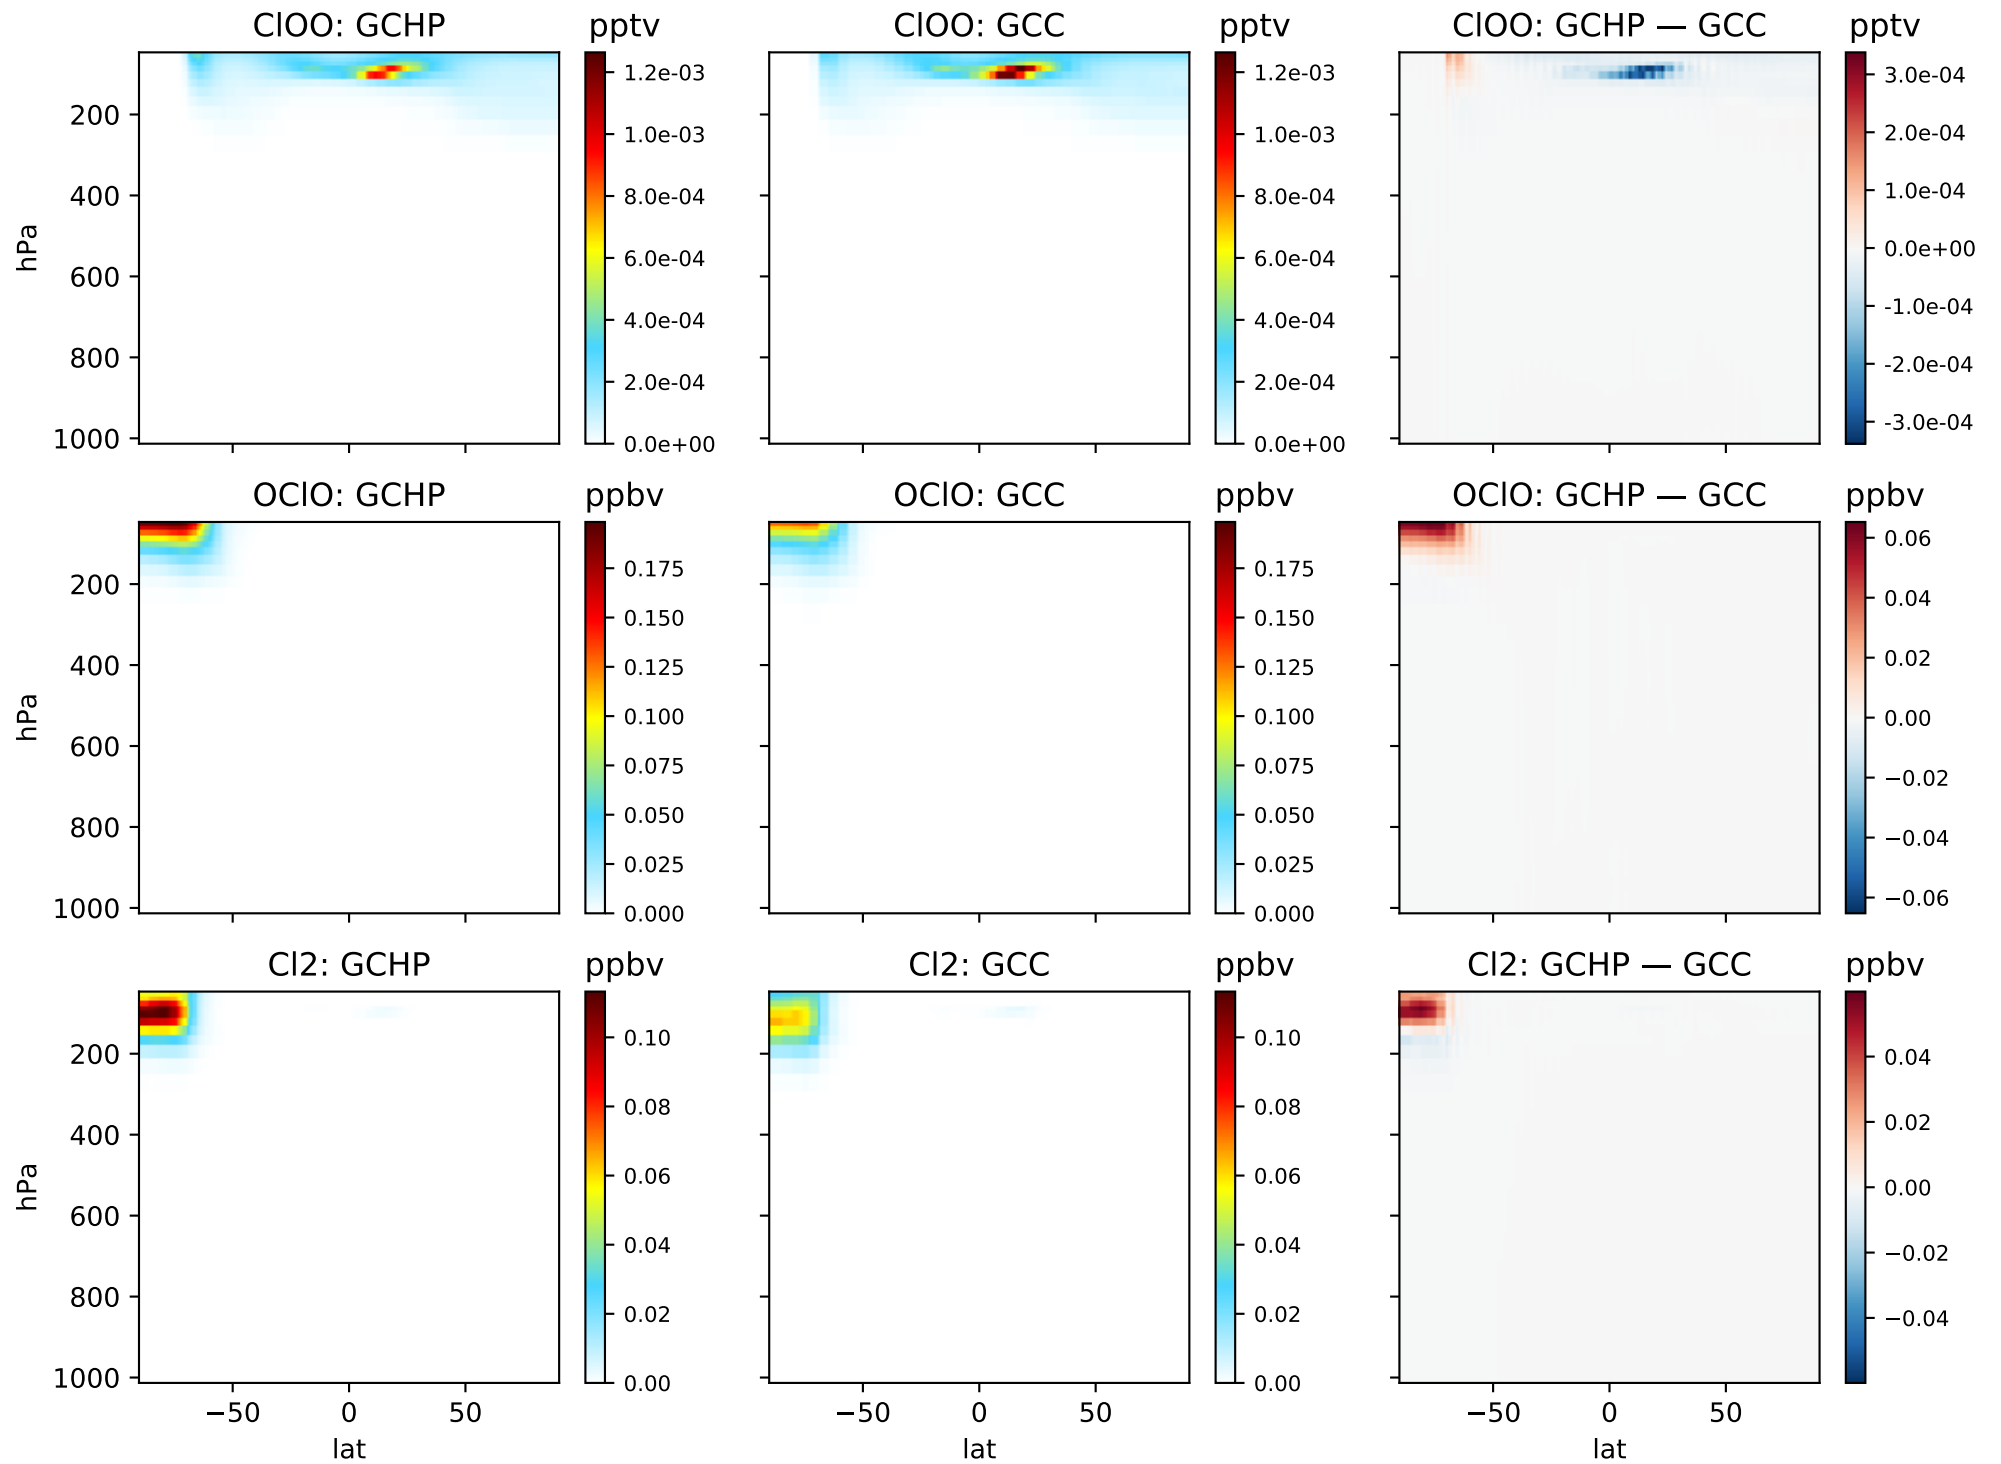 ClOO: GCHP
pptv
ClOO: GCC
pptv
ClOO: GCHP — GCC
pptv
hPa
200
400
600
800
1000
1.2e-03
1.0e-03
8.0e-04
6.0e-04
4.0e-04
2.0e-04
0.0e+00
1.2e-03
1.0e-03
8.0e-04
6.0e-04
4.0e-04
2.0e-04
0.0e+00
3.0e-04
2.0e-04
1.0e-04
0.0e+00
-1.0e-04
-2.0e-04
-3.0e-04
OClO: GCHP
ppbv
OClO: GCC
ppbv
OClO: GCHP — GCC
ppbv
hPa
200
400
600
800
1000
0.175
0.150
0.125
0.100
0.075
0.050
0.025
0.000
0.175
0.150
0.125
0.100
0.075
0.050
0.025
0.000
0.06
0.04
0.02
0.00
−0.02
−0.04
−0.06
Cl2: GCHP
ppbv
Cl2: GCC
ppbv
Cl2: GCHP — GCC
ppbv
hPa
200
400
600
800
1000
0.10
0.08
0.06
0.04
0.02
0.00
0.10
0.08
0.06
0.04
0.02
0.00
0.04
0.02
0.00
−0.02
−0.04
−50 0 50
lat
−50 0 50
lat
−50 0 50
lat